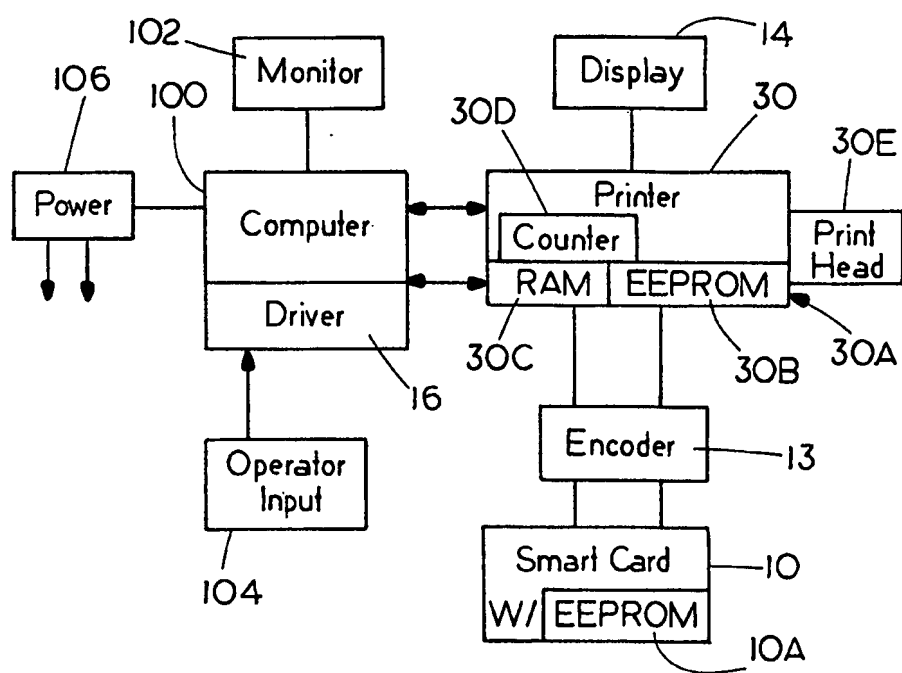 102
Monitor
14
Display
106
100
30D
30
30E
Power
Computer
Printer
Counter
Print
Head
RAM
EEPROM
Driver
30C
30B
30A
16
Operator
Input
Encoder
13
104
Smart Card
10
W/ EEPROM
10A